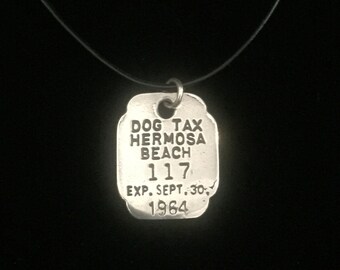 DOG TAX
HERMOSA
BEACH
117
EXP. SEPT. 30,
1964